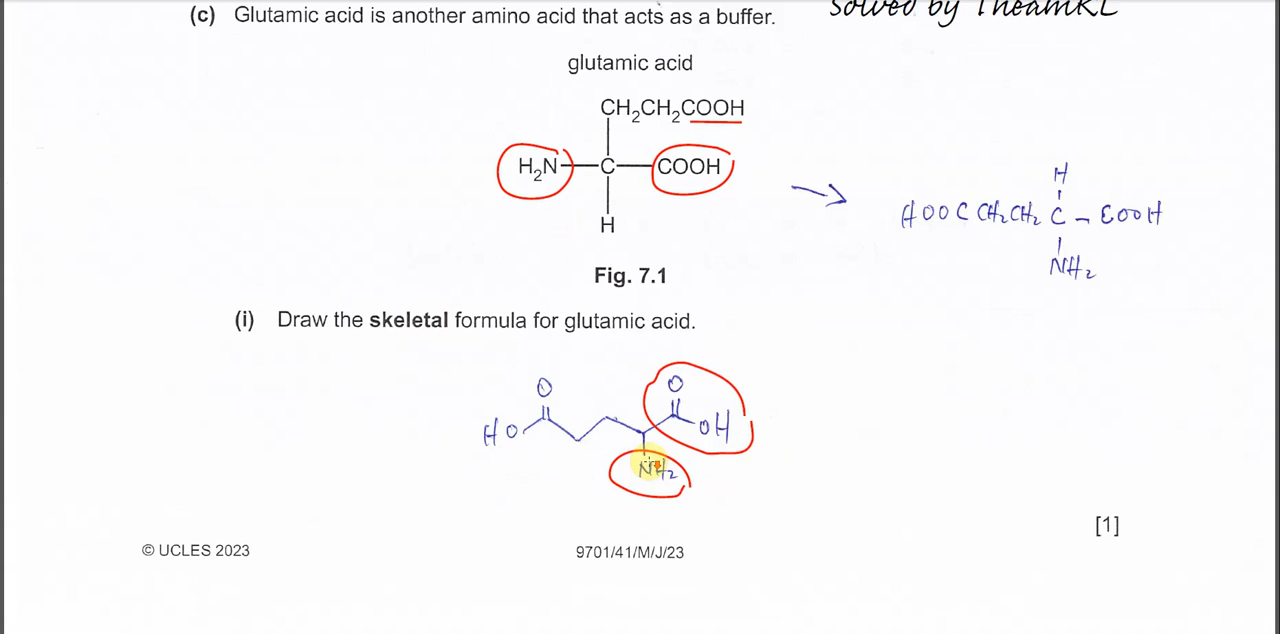 (c) Glutamic acid is another amino acid that acts as a buffer.
Solved by TheamKL
glutamic acid
CH₂CH₂COOH
H₂N—C—COOH
H
Fig. 7.1
H
HOOC CH₂CH₂ C – COOH
NH₂
(i) Draw the skeletal formula for glutamic acid.
O O
HO OH
NH₂
[1]
© UCLES 2023
9701/41/M/J/23